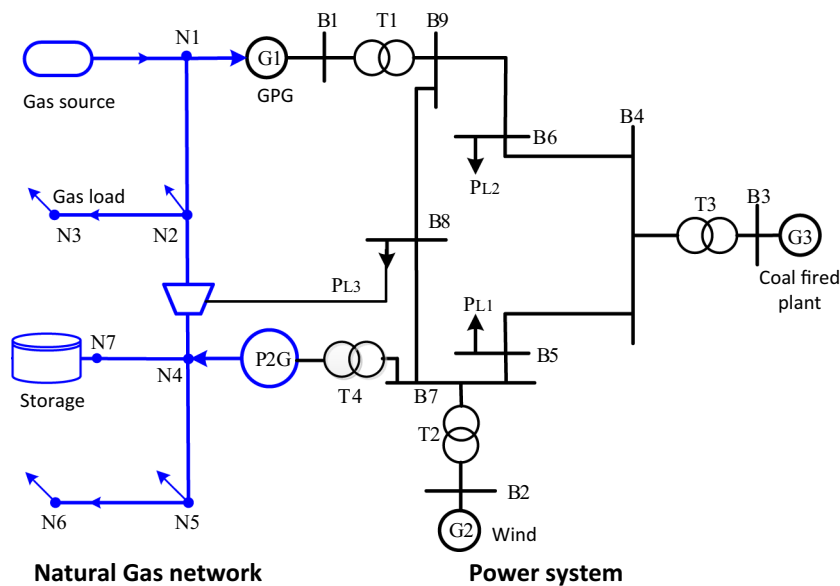 B1
T1
B9
N1
G1
Gas source
GPG
B4
B6
PL2
Gas load
N3
N2
B8
T3
B3
G3
Coal fired
plant
PL3
PL1
N7
N4
P2G
T4
B7
B5
Storage
T2
B2
N6
N5
G2
Wind
Natural Gas network
Power system